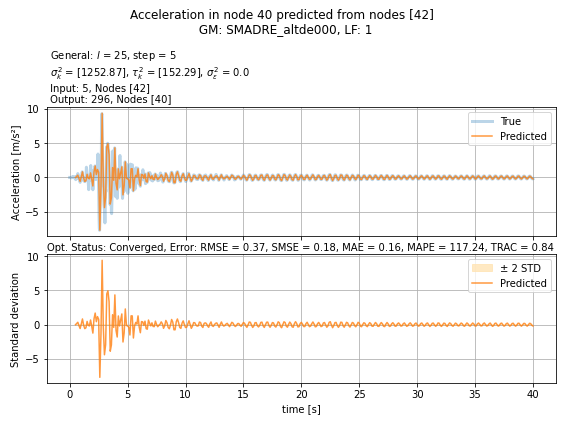 Acceleration in node 40 predicted from nodes [42]
GM: SMADRE_altde000, LF: 1
General: l = 25, step = 5
σ²ₖ = [1252.87], τ²ₖ = [152.29], σ²ε = 0.0
Input: 5, Nodes [42]
Output: 296, Nodes [40]
10
5
0
−5
Acceleration [m/s²]
True
Predicted
Opt. Status: Converged, Error: RMSE = 0.37, SMSE = 0.18, MAE = 0.16, MAPE = 117.24, TRAC = 0.84
10
5
0
−5
Standard deviation
± 2 STD
Predicted
0 5 10 15 20 25 30 35 40
time [s]